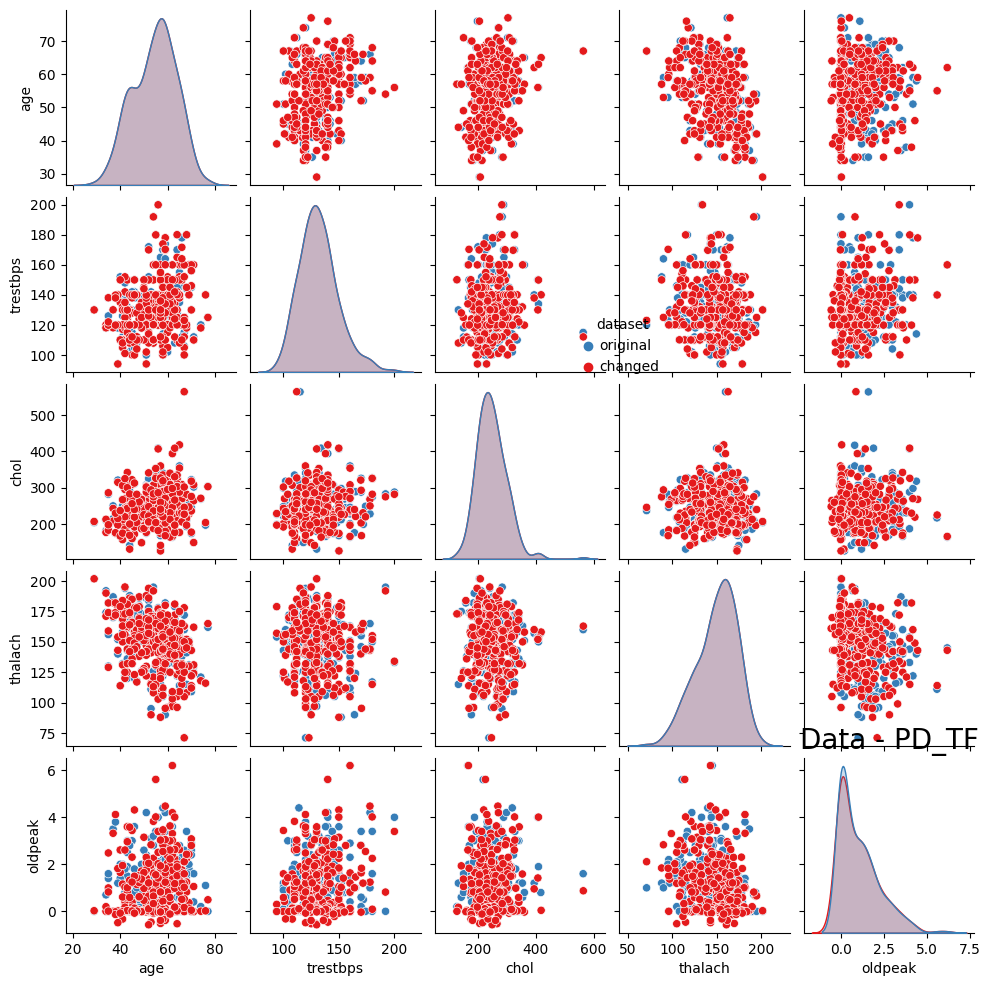 70
60
50
40
30
age
200
180
160
140
120
100
trestbps
dataset
original
changed
500
400
300
200
chol
200
175
150
125
100
75
thalach
Data - PD_TF
6
4
2
0
oldpeak
20 40 60 80
100 150 200
200 400 600
50 100 150 200
0.0 2.5 5.0 7.5
age trestbps chol thalach oldpeak